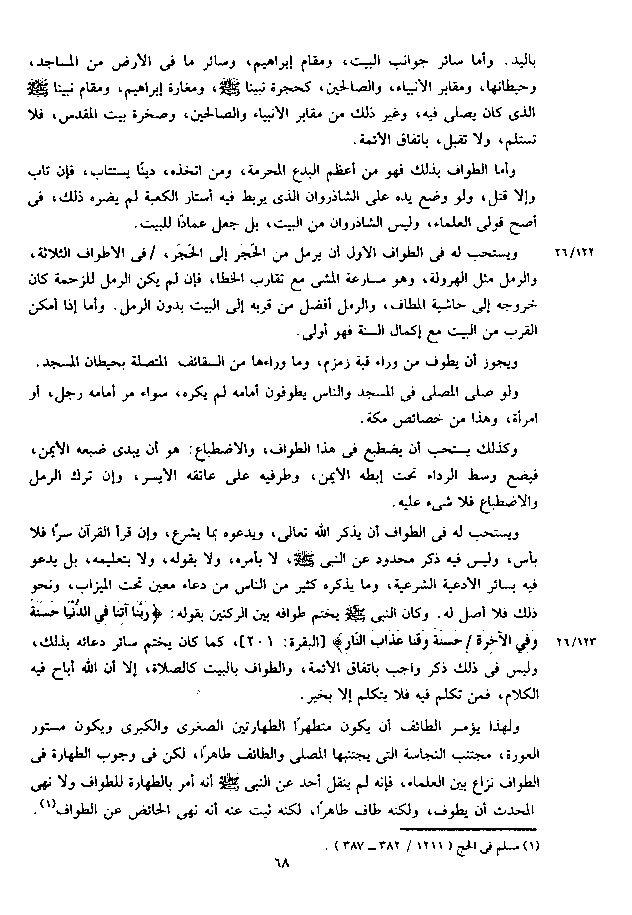 باليد . وأما سائر جوانب البيت، ومقام إبراهيم، وسائر ما فى الأرض من المساجد،
وحيطانها، ومقابر الأنبياء، والصالحين، كحجرة نبينا ﷺ، ومغارة إبراهيم، ومقام نبينا ﷺ
الذى كان يصلى فيه، وغير ذلك من مقابر الأنبياء والصالحين، وصخرة بيت المقدس، فلا
تستلم، ولا تقبل، باتفاق الأئمة.
وأما الطواف بذلك فهو من أعظم البدع المحرمة، ومن اتخذه، دينًا يستتاب، فإن تاب
وإلا قتل، ولو وضع يده على الشاذروان الذى يربط فيه أستار الكعبة لم يضره ذلك، فى
أصح قولى العلماء، وليس الشاذروان من البيت، بل جعل عمادًا للبيت.
٢٦/١٢٢ ويستحب له فى الطواف الأول أن يرمل من الحَجَر إلى الحَجَر، / فى الأطواف الثلاثة،
والرمل مثل الهرولة، وهو مسارعة المشى مع تقارب الخطا، فإن لم يكن الرمل للزحمة كان
خروجه إلى حاشية المطاف، والرمل أفضل من قربه إلى البيت بدون الرمل. وأما إذا أمكن
القرب من البيت مع إكمال السنة فهو أولى.
ويجوز أن يطوف من وراء قبة زمزم، وما وراءها من السقائف المتصلة بحيطان المسجد.
ولو صلى المصلى فى المسجد والناس يطوفون أمامه لم يكره، سواء مر أمامه رجل، أو
امرأة، وهذا من خصائص مكة.
وكذلك يستحب أن يضطبع فى هذا الطواف، والاضطباع: هو أن يبدى ضبعه الأيمن،
فيضع وسط الرداء تحت إبطه الأيمن، وطرفيه على عاتقه الأيسر، وإن ترك الرمل
والاضطباع فلا شىء عليه.
ويستحب له فى الطواف أن يذكر الله تعالى، ويدعوه بما يشرع، وإن قرأ القرآن سرًا فلا
بأس، وليس فيه ذكر محدود عن النبى ﷺ، لا بأمره، ولا بقوله، ولا بتعليمه، بل يدعو
فيه بسائر الأدعية الشرعية، وما يذكره كثير من الناس من دعاء معين تحت الميزاب، ونحو
ذلك فلا أصل له. وكان النبى ﷺ يختم طوافه بين الركنين بقوله: ﴿رَبَّنَا آتِنَا فِي الدُّنْيَا حَسَنَةً
٢٦/١٢٣ وَفِي الآخِرَةِ / حَسَنَةً وَقِنَا عَذَابَ النَّارِ﴾ [البقرة: ٢٠١]، كما كان يختم سائر دعائه بذلك،
وليس فى ذلك ذكر واجب باتفاق الأئمة، والطواف بالبيت كالصلاة، إلا أن الله أباح فيه
الكلام، فمن تكلم فيه فلا يتكلم إلا بخير.
ولهذا يؤمر الطائف أن يكون متطهرًا الطهارتين الصغرى والكبرى ويكون مستور
العورة، مجتنب النجاسة التى يجتنبها المصلى والطائف طاهرًا، لكن فى وجوب الطهارة فى
الطواف نزاع بين العلماء، فإنه لم ينقل أحد عن النبى ﷺ أنه أمر بالطهارة للطواف ولا نهى
المحدث أن يطوف، ولكنه طاف طاهرًا، لكنه ثبت عنه أنه نهى الحائض عن الطواف(١).
(١) مسلم فى الحج ( ١٢١١ / ٣٨٢ ـ ٣٨٧ ) .
٦٨